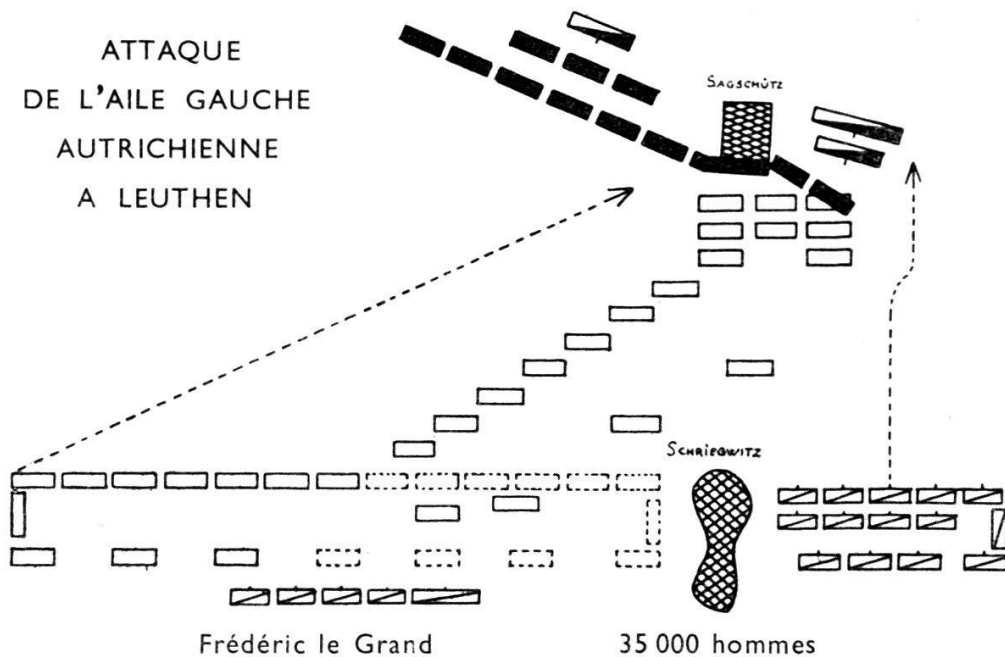 ATTAQUE
DE L'AILE GAUCHE
AUTRICHIENNE
A LEUTHEN
SAGSCHÜTZ
SCHRIEGWITZ
Frédéric le Grand 35 000 hommes